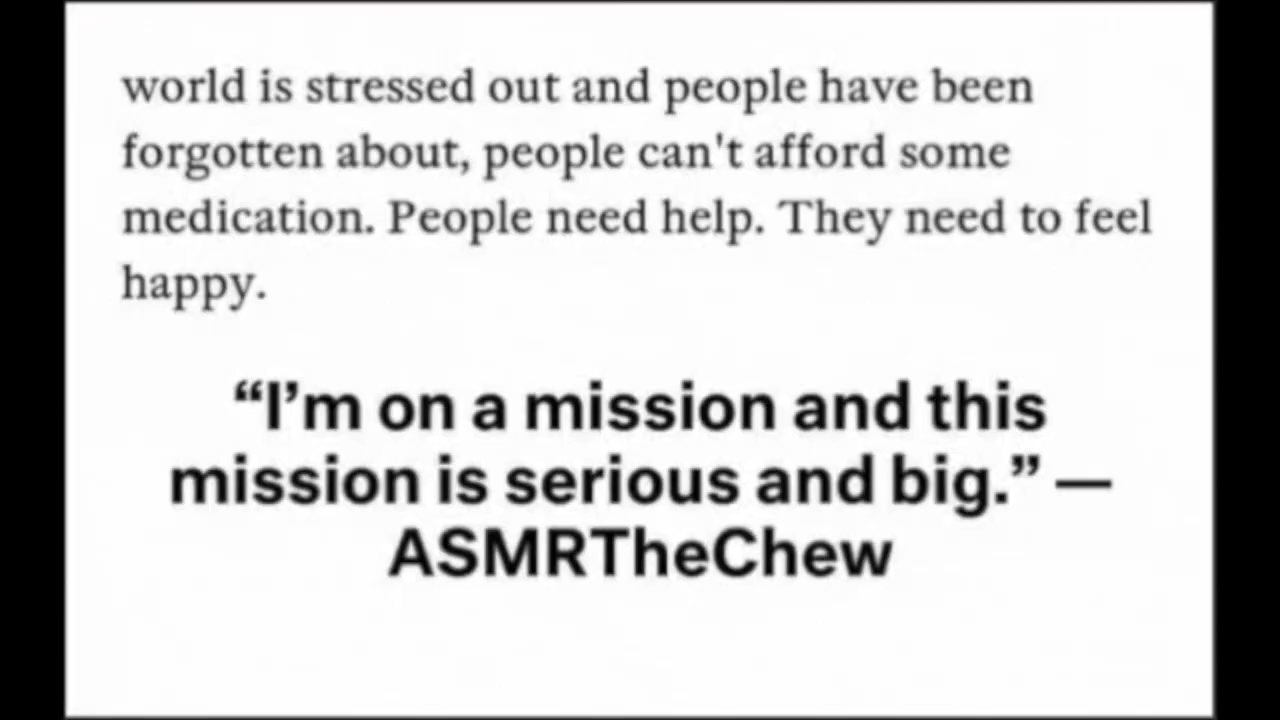 world is stressed out and people have been
forgotten about, people can't afford some
medication. People need help. They need to feel
happy.
“I’m on a mission and this
mission is serious and big.” —
ASMRTheChew